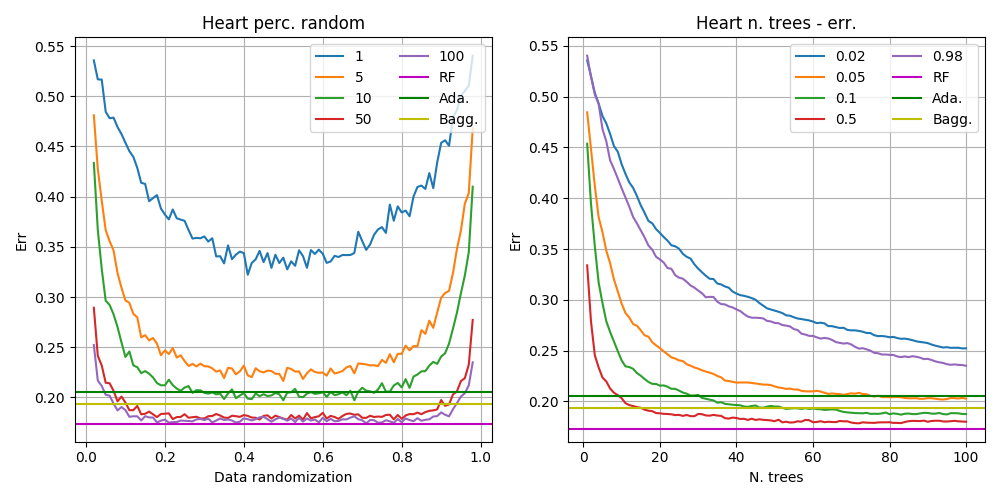 Heart perc. random
Err
0.55
0.50
0.45
0.40
0.35
0.30
0.25
0.20
0.0 0.2 0.4 0.6 0.8 1.0
Data randomization
1 100
5 RF
10 Ada.
50 Bagg.
Heart n. trees - err.
Err
0.55
0.50
0.45
0.40
0.35
0.30
0.25
0.20
0 20 40 60 80 100
N. trees
0.02 0.98
0.05 RF
0.1 Ada.
0.5 Bagg.